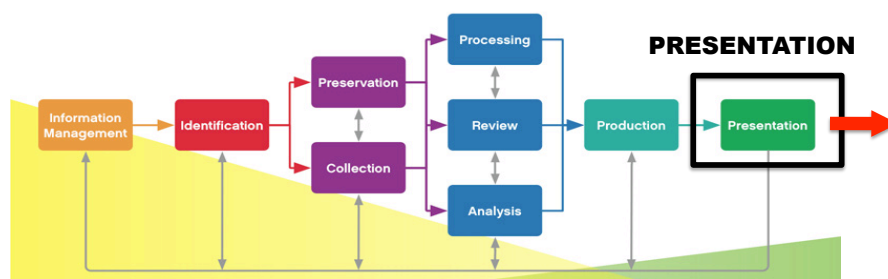 PRESENTATION
Information
Management
Identification
Preservation
Collection
Processing
Review
Analysis
Production
Presentation